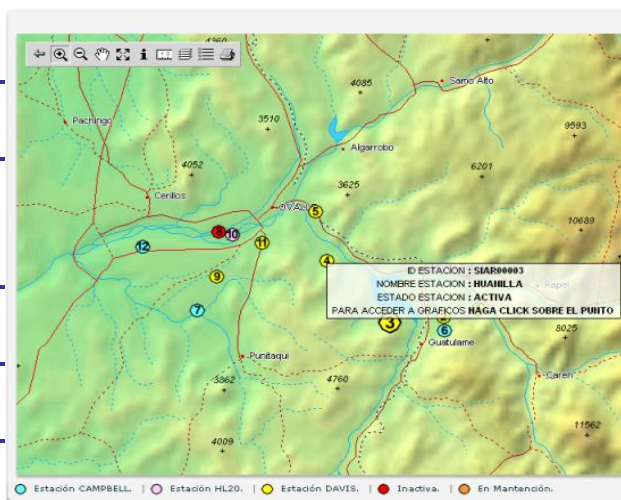 4085
Samo Alto
Pachingo
3510
9593
Algarrobo
4052
6201
3625
Cerillos
OVALLE
5
10689
8
10
11
12
4
ID ESTACION : SIAR00003
NOMBRE ESTACION : HUANILLA
ESTADO ESTACION : ACTIVA
PARA ACCEDER A GRAFICOS HAGA CLICK SOBRE EL PUNTO
9
Rapel
7
3
6
Guatulame
8025
Punitaqui
Caren
3862
4760
11562
4009
Estación CAMPBELL. | Estación HL20. | Estación DAVIS. | Inactiva. | En Mantención.